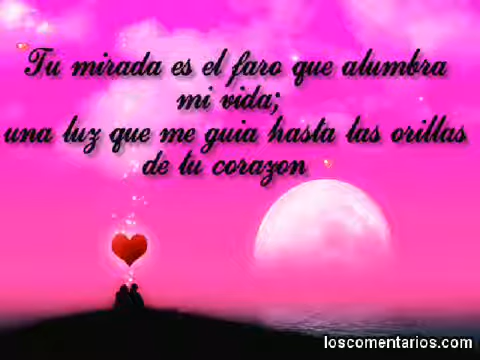 Tu mirada es el faro que alumbra
mi vida;
una luz que me guia hasta las orillas
de tu corazon
loscomentarios.com